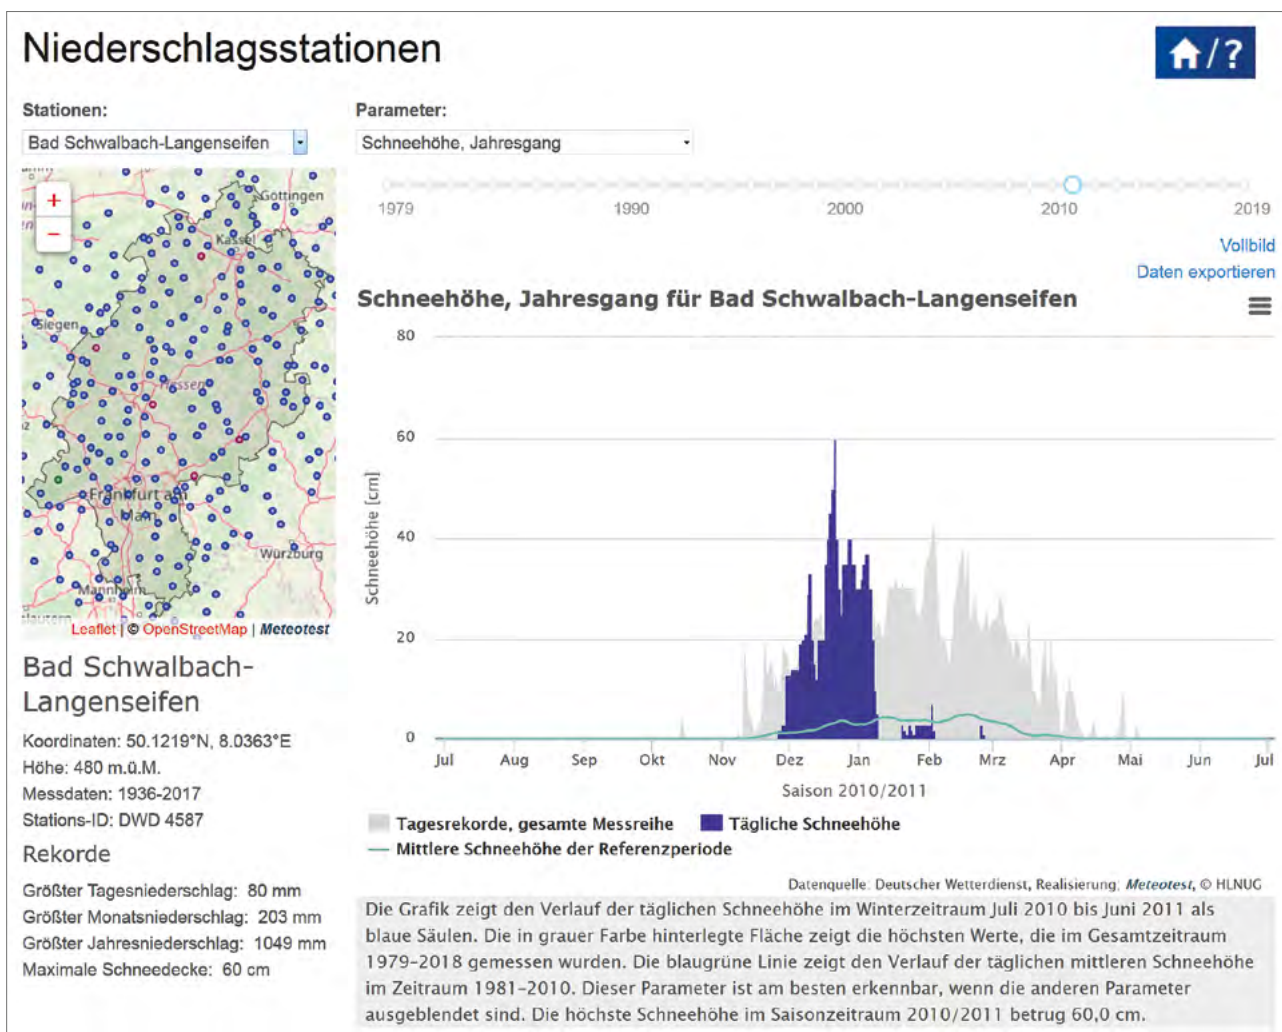 Niederschlagsstationen
/?
Stationen:
Bad Schwalbach-Langenseifen
Parameter:
Schneehöhe, Jahresgang
1979 1990 2000 2010 2019
Vollbild
Daten exportieren
+
−
Göttingen
Kassel
Siegen
Hessen
Frankfurt am
Main
Würzburg
Mannheim
Leaflet | © OpenStreetMap | Meteotest
Schneehöhe, Jahresgang für Bad Schwalbach-Langenseifen
80
60
40
20
0
Schneehöhe [cm]
Jul Aug Sep Okt Nov Dez Jan Feb Mrz Apr Mai Jun Jul
Saison 2010/2011
Tagesrekorde, gesamte Messreihe Tägliche Schneehöhe
Mittlere Schneehöhe der Referenzperiode
Datenquelle: Deutscher Wetterdienst, Realisierung: Meteotest, © HLNUG
Bad Schwalbach-
Langenseifen
Koordinaten: 50.1219°N, 8.0363°E
Höhe: 480 m.ü.M.
Messdaten: 1936-2017
Stations-ID: DWD 4587
Rekorde
Größter Tagesniederschlag: 80 mm
Größter Monatsniederschlag: 203 mm
Größter Jahresniederschlag: 1049 mm
Maximale Schneedecke: 60 cm
Die Grafik zeigt den Verlauf der täglichen Schneehöhe im Winterzeitraum Juli 2010 bis Juni 2011 als
blaue Säulen. Die in grauer Farbe hinterlegte Fläche zeigt die höchsten Werte, die im Gesamtzeitraum
1979-2018 gemessen wurden. Die blaugrüne Linie zeigt den Verlauf der täglichen mittleren Schneehöhe
im Zeitraum 1981-2010. Dieser Parameter ist am besten erkennbar, wenn die anderen Parameter
ausgeblendet sind. Die höchste Schneehöhe im Saisonzeitraum 2010/2011 betrug 60,0 cm.